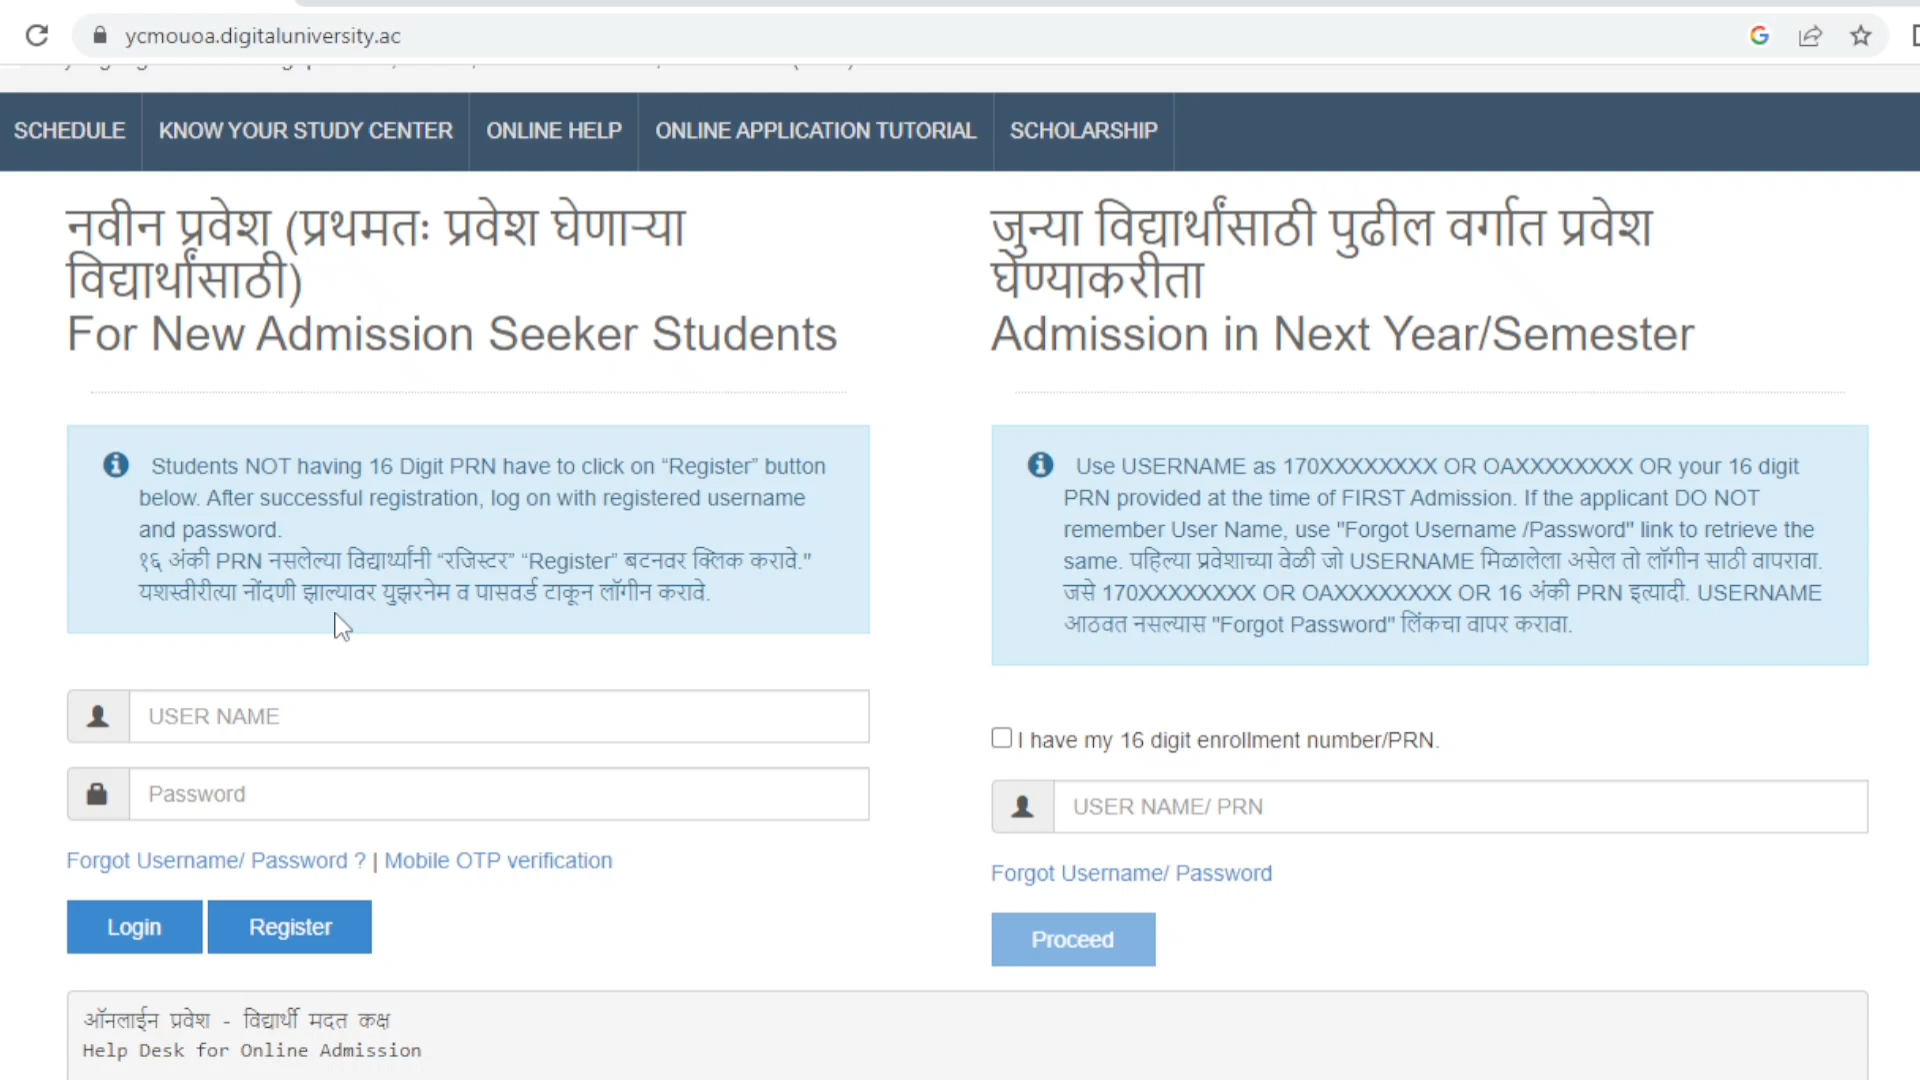 ycmouoa.digitaluniversity.ac
SCHEDULE
KNOW YOUR STUDY CENTER
ONLINE HELP
ONLINE APPLICATION TUTORIAL
SCHOLARSHIP
नवीन प्रवेश (प्रथमतः प्रवेश घेणाऱ्या
विद्यार्थांसाठी)
For New Admission Seeker Students
Students NOT having 16 Digit PRN have to click on “Register” button
below. After successful registration, log on with registered username
and password.
१६ अंकी PRN नसलेल्या विद्यार्थ्यांनी “रजिस्टर” “Register” बटनवर क्लिक करावे."
यशस्वीरीत्या नोंदणी झाल्यावर युझरनेम व पासवर्ड टाकून लॉगीन करावे.
USER NAME
Password
Forgot Username/ Password ? | Mobile OTP verification
Login
Register
जुन्या विद्यार्थांसाठी पुढील वर्गात प्रवेश
घेण्याकरीता
Admission in Next Year/Semester
Use USERNAME as 170XXXXXXXX OR OAXXXXXXXX OR your 16 digit
PRN provided at the time of FIRST Admission. If the applicant DO NOT
remember User Name, use "Forgot Username /Password" link to retrieve the
same. पहिल्या प्रवेशाच्या वेळी जो USERNAME मिळालेला असेल तो लॉगीन साठी वापरावा.
जसे 170XXXXXXXX OR OAXXXXXXXX OR 16 अंकी PRN इत्यादी. USERNAME
आठवत नसल्यास "Forgot Password" लिंकचा वापर करावा.
I have my 16 digit enrollment number/PRN.
USER NAME/ PRN
Forgot Username/ Password
Proceed
ऑनलाईन प्रवेश - विद्यार्थी मदत कक्ष
Help Desk for Online Admission